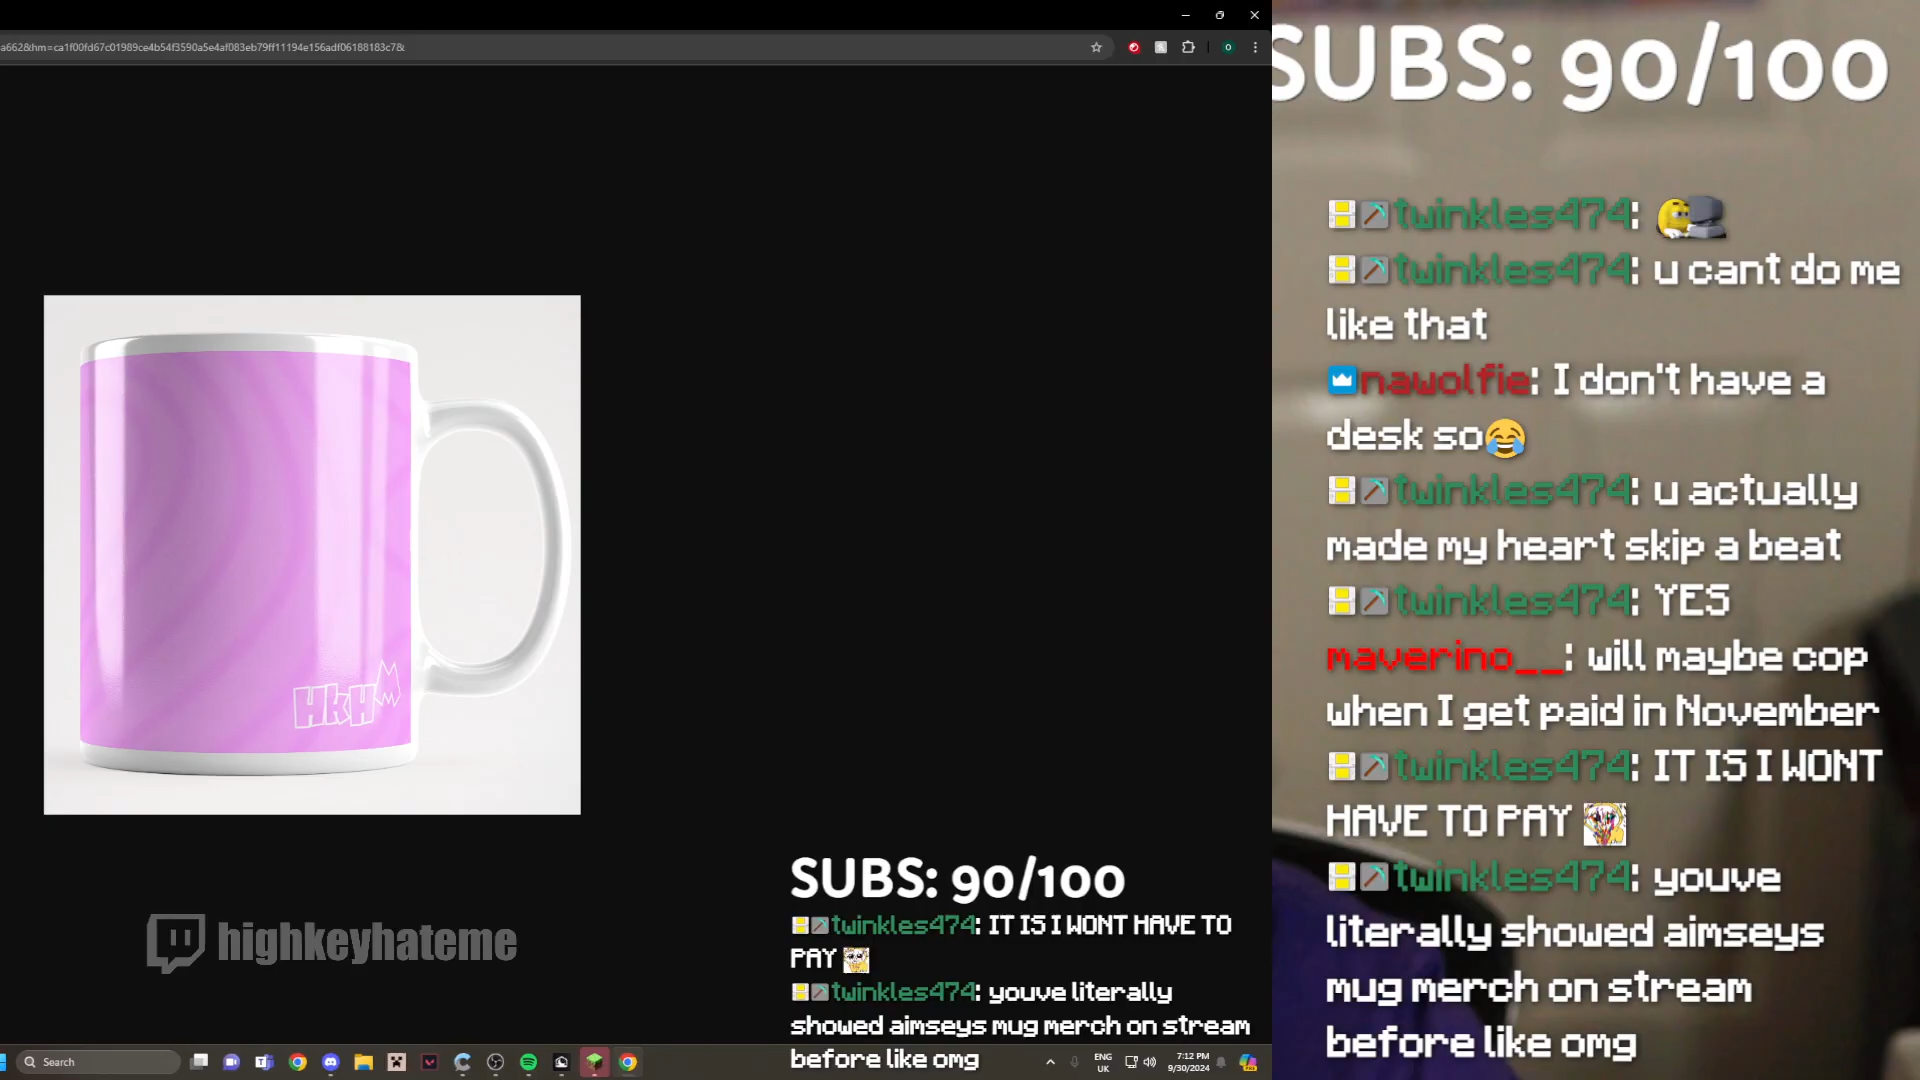 a662&hm=ca1f00fd67c01989ce4b54f3590a5e4af083eb79ff11194e156adf06188183c7&
HKH
highkeyhateme
SUBS: 90/100
twinkles474: IT IS I WONT HAVE TO
PAY
twinkles474: youve literally
showed aimseys mug merch on stream
before like omg
Search
ENG
UK
7:12 PM
9/30/2024
SUBS: 90/100
twinkles474:
twinkles474: u cant do me
like that
nawolfie: I don't have a
desk so😂
twinkles474: u actually
made my heart skip a beat
twinkles474: YES
maverino__: will maybe cop
when I get paid in November
twinkles474: IT IS I WONT
HAVE TO PAY
twinkles474: youve
literally showed aimseys
mug merch on stream
before like omg